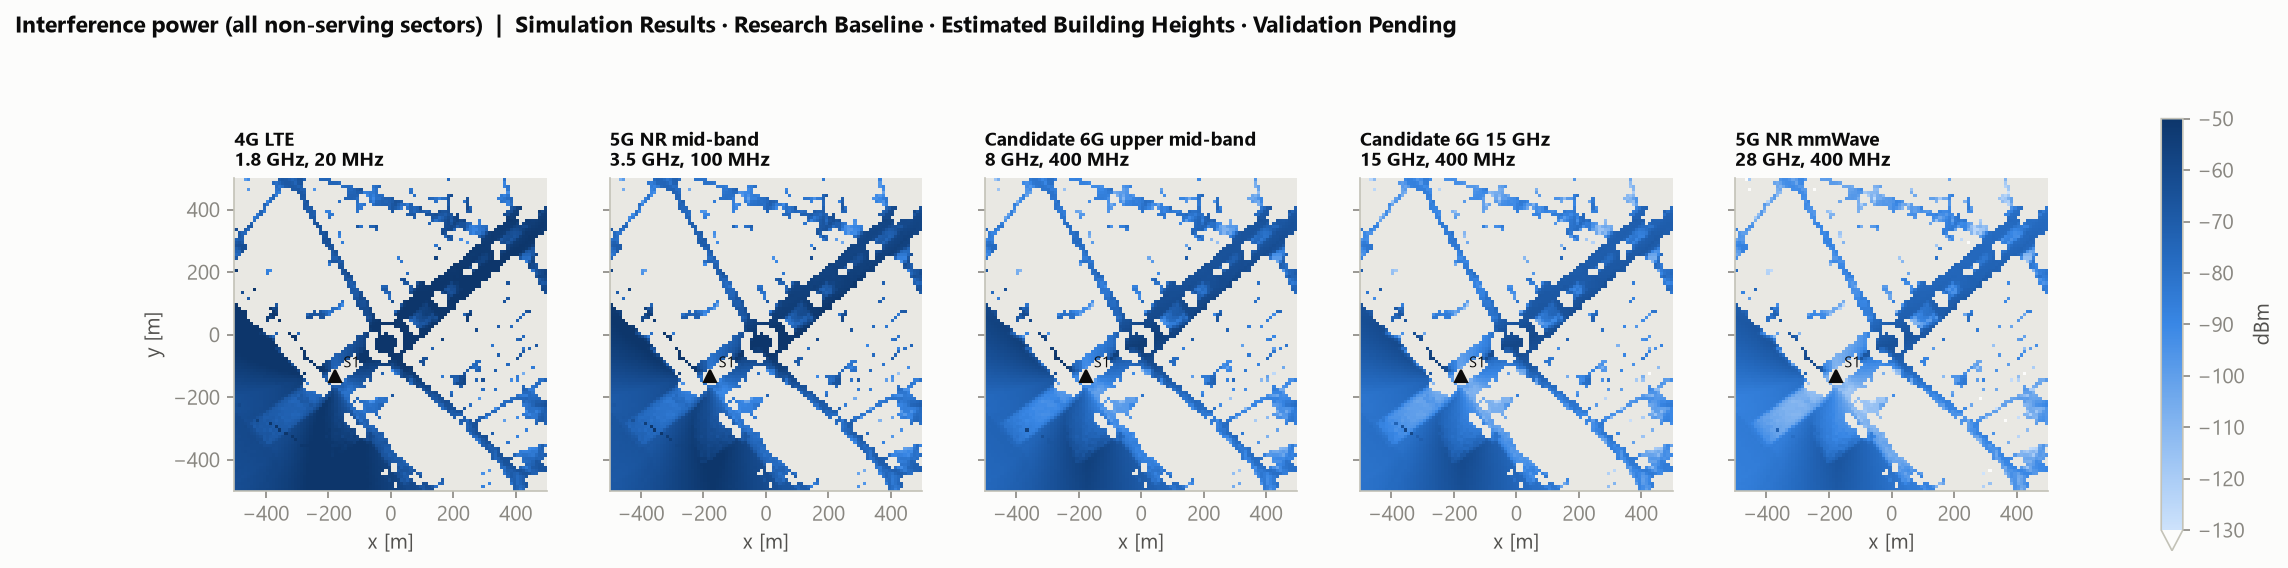 Interference power (all non-serving sectors) | Simulation Results · Research Baseline · Estimated Building Heights · Validation Pending
4G LTE
1.8 GHz, 20 MHz
5G NR mid-band
3.5 GHz, 100 MHz
Candidate 6G upper mid-band
8 GHz, 400 MHz
Candidate 6G 15 GHz
15 GHz, 400 MHz
5G NR mmWave
28 GHz, 400 MHz
y [m]
400
200
0
−200
−400
S1
S1
S1
S1
S1
−400 −200 0 200 400
−400 −200 0 200 400
−400 −200 0 200 400
−400 −200 0 200 400
−400 −200 0 200 400
x [m]
x [m]
x [m]
x [m]
x [m]
−50
−60
−70
−80
−90
−100
−110
−120
−130
dBm